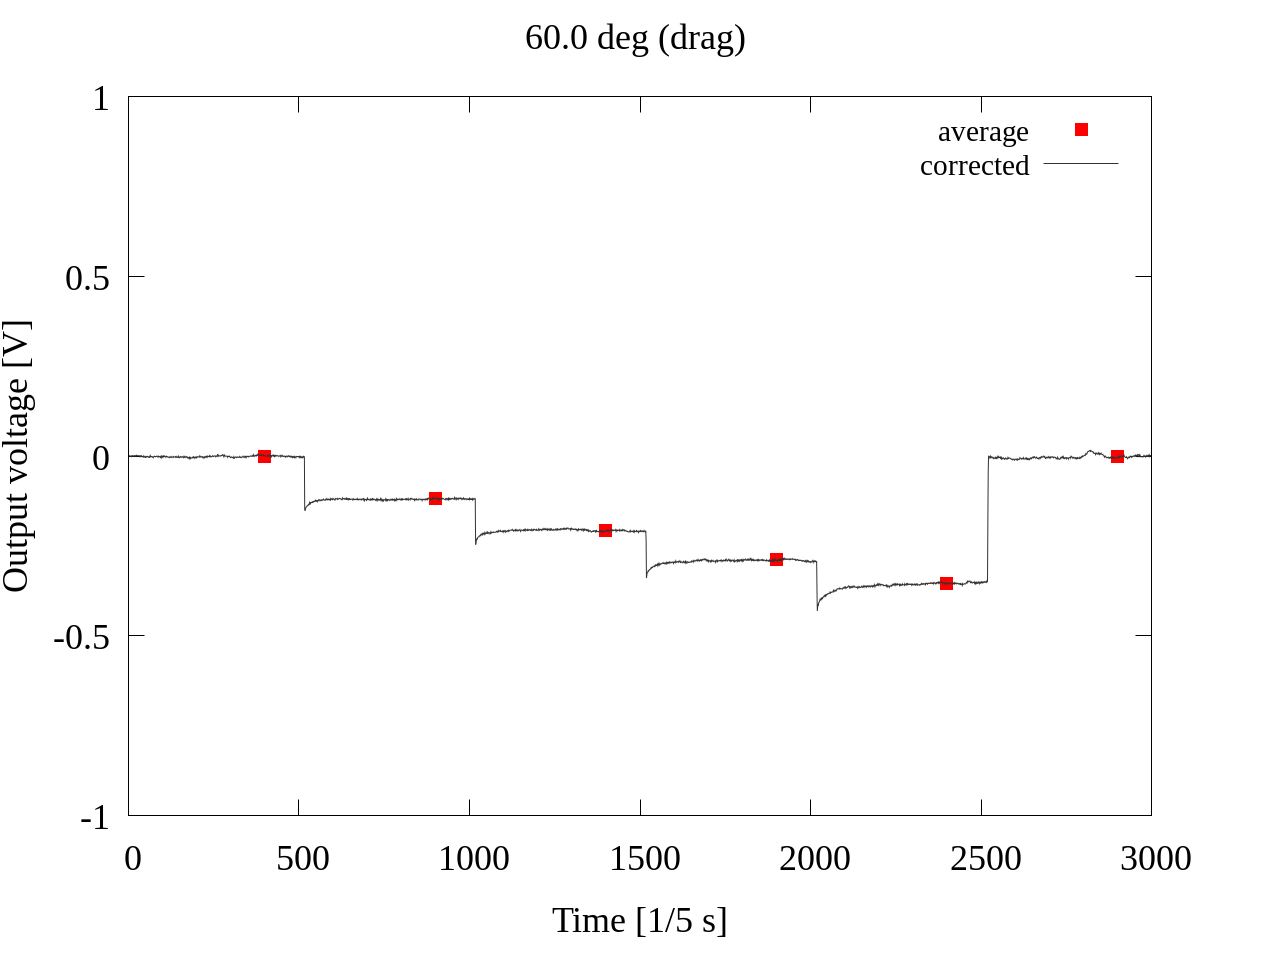 60.0 deg (drag)
average
corrected
1
0.5
0
-0.5
-1
Output voltage [V]
0 500 1000 1500 2000 2500 3000
Time [1/5 s]